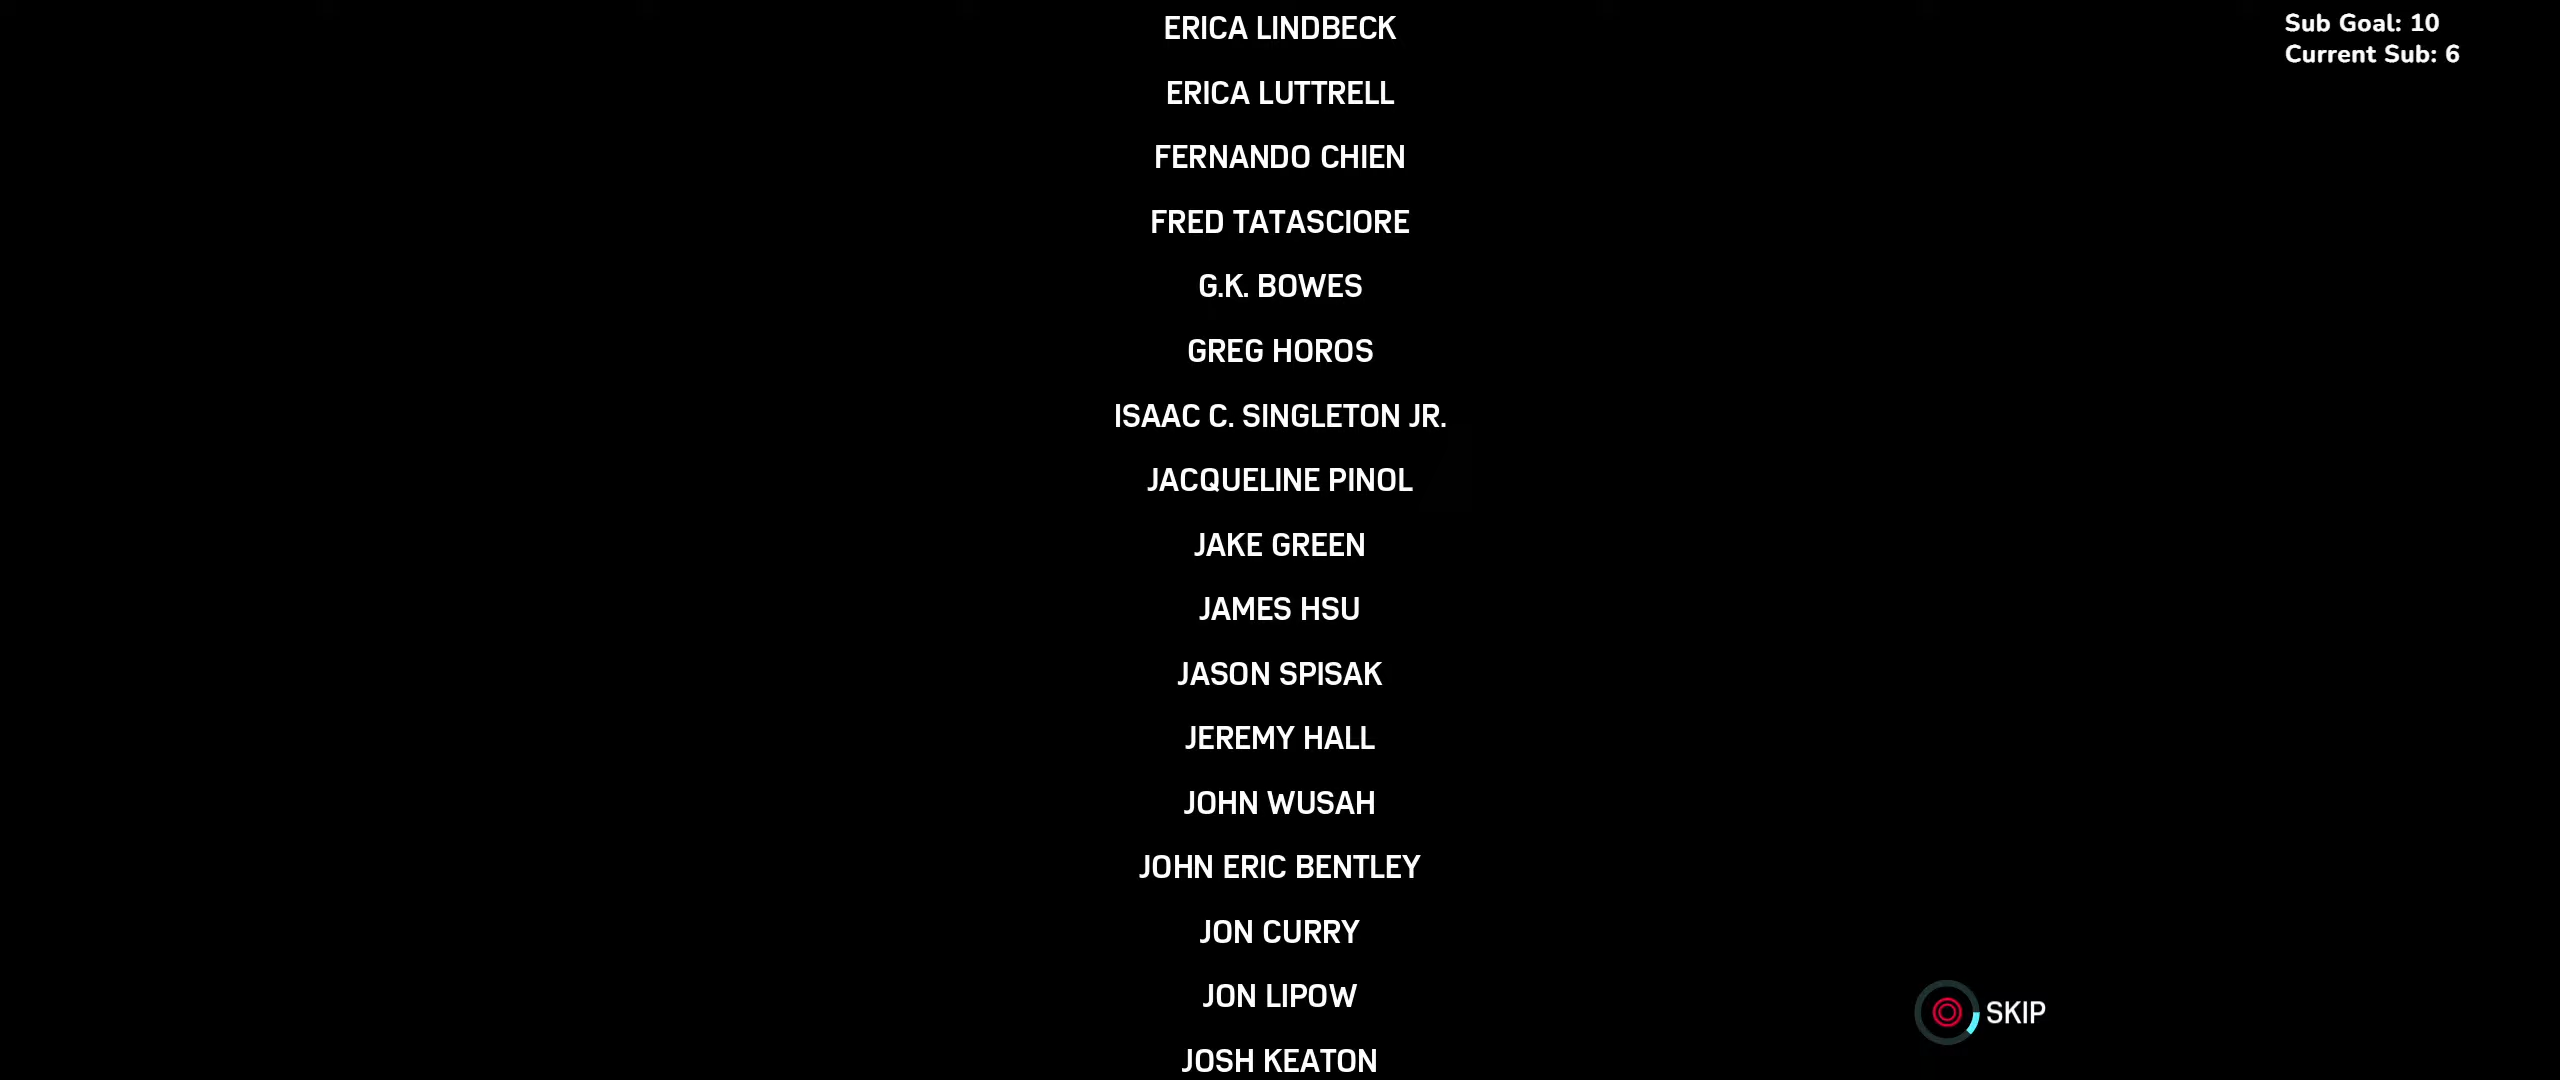 ERICA LINDBECK
ERICA LUTTRELL
FERNANDO CHIEN
FRED TATASCIORE
G.K. BOWES
GREG HOROS
ISAAC C. SINGLETON JR.
JACQUELINE PINOL
JAKE GREEN
JAMES HSU
JASON SPISAK
JEREMY HALL
JOHN WUSAH
JOHN ERIC BENTLEY
JON CURRY
JON LIPOW
JOSH KEATON
Sub Goal: 10
Current Sub: 6
SKIP